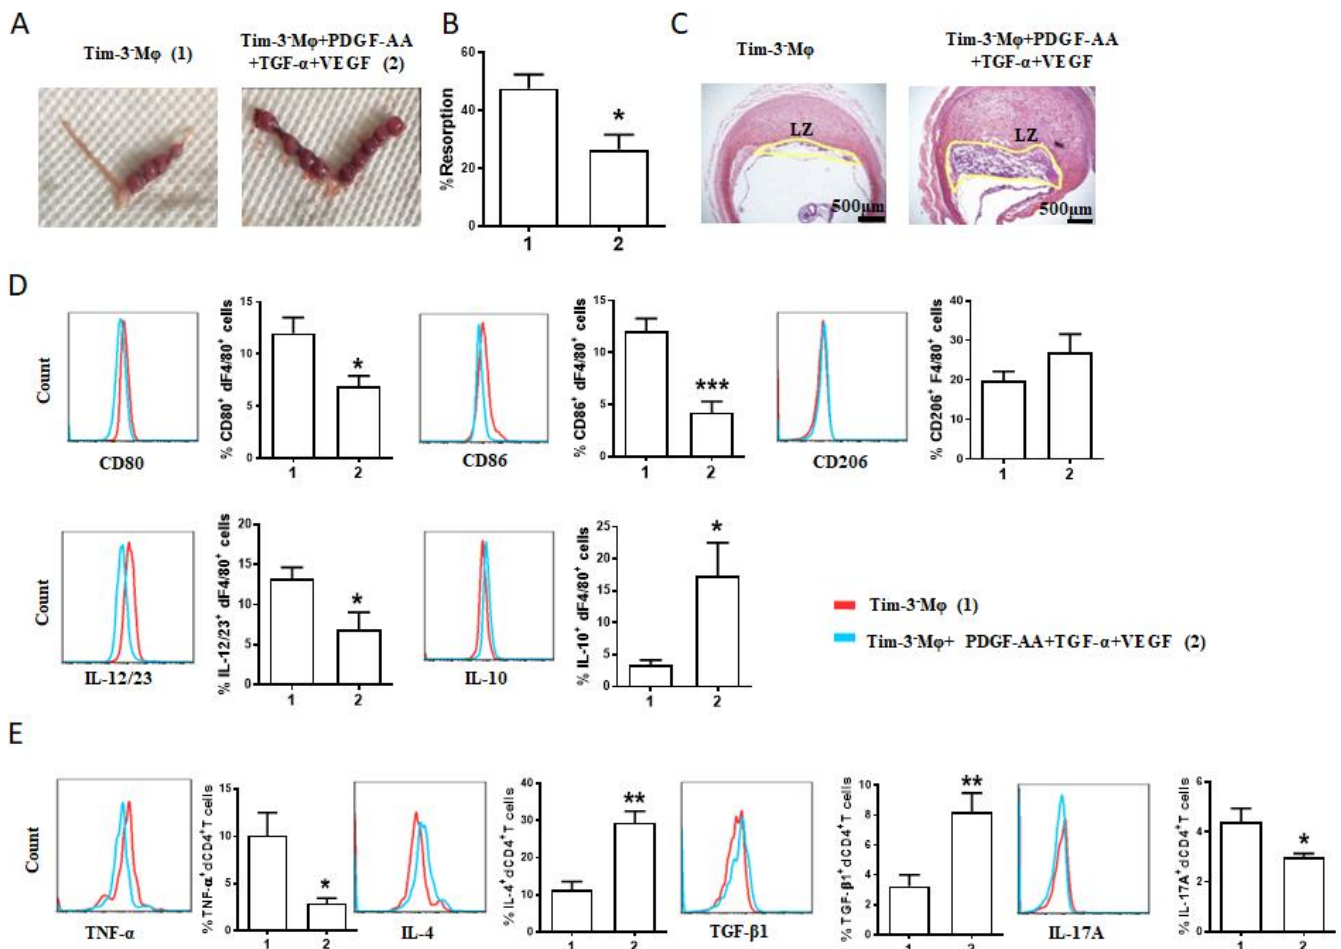 A
Tim-3⁻Mφ (1)
Tim-3⁻Mφ+PDGF-AA
+TGF-α+VEGF (2)
B
% Resorption
60
40
20
0
1
2
*
C
Tim-3⁻Mφ
Tim-3⁻Mφ+PDGF-AA
+TGF-α+VEGF
LZ
500μm
LZ
500μm
D
Count
CD80
% CD80⁺ dF4/80⁺ cells
15
10
5
0
1
2
*
CD86
% CD86⁺ dF4/80⁺ cells
15
10
5
0
1
2
***
CD206
% CD206⁺ F4/80⁺ cells
40
30
20
10
0
1
2
Count
IL-12/23
% IL-12/23⁺ dF4/80⁺ cells
20
15
10
5
0
1
2
*
IL-10
% IL-10⁺ dF4/80⁺ cells
25
20
15
10
5
0
1
2
*
Tim-3⁻Mφ (1)
Tim-3⁻Mφ+ PDGF-AA+TGF-α+VEGF (2)
E
Count
TNF-α
% TNF-α⁺dCD4⁺T cells
15
10
5
0
1
2
*
IL-4
% IL-4⁺dCD4⁺T cells
40
30
20
10
0
1
2
**
TGF-β1
% TGF-β1⁺dCD4⁺T cells
10
8
6
4
2
0
1
2
**
IL-17A
% IL-17A⁺dCD4⁺T cells
6
4
2
0
1
2
*